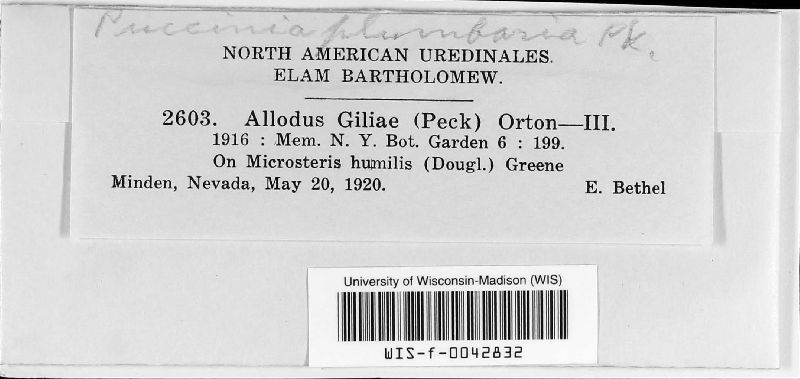 Puccinia plumbaria Pk.
NORTH AMERICAN UREDINALES.
ELAM BARTHOLOMEW.
2603. Allodus Giliae (Peck) Orton—III.
1916 : Mem. N. Y. Bot. Garden 6 : 199.
On Microsteris humilis (Dougl.) Greene
Minden, Nevada, May 20, 1920. E. Bethel
University of Wisconsin-Madison (WIS)
WIS-f-0042832